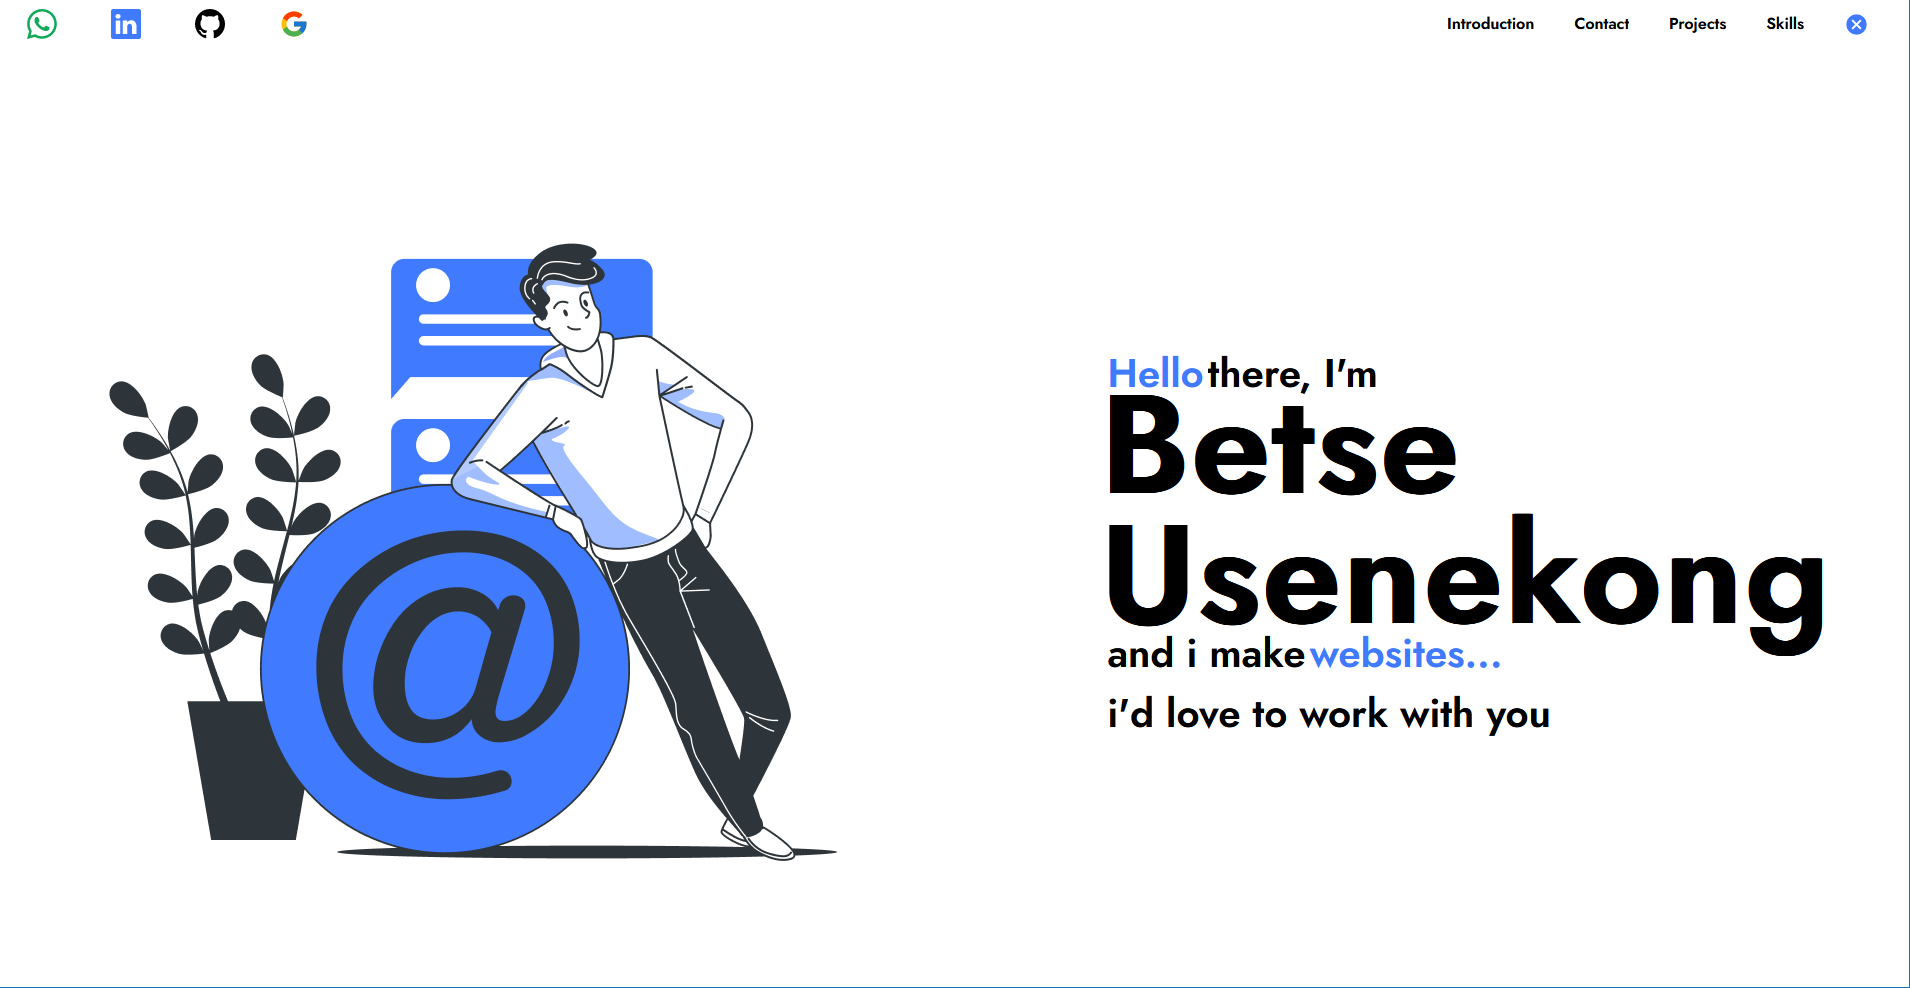 in
Introduction Contact Projects Skills
Hello there, I'm
Betse
Usenekong
and i make websites...
i'd love to work with you
@